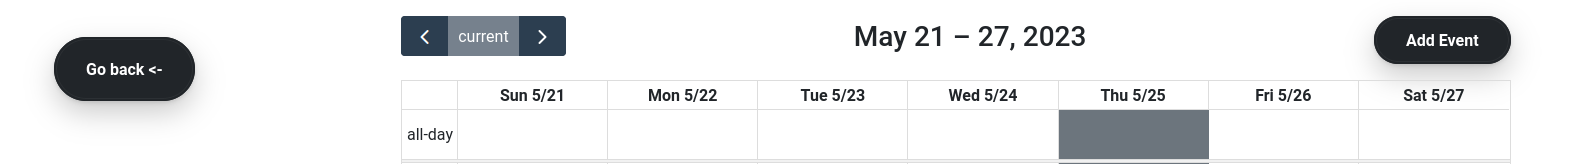 Go back <-
current
May 21 – 27, 2023
Add Event
Sun 5/21 Mon 5/22 Tue 5/23 Wed 5/24 Thu 5/25 Fri 5/26 Sat 5/27
all-day